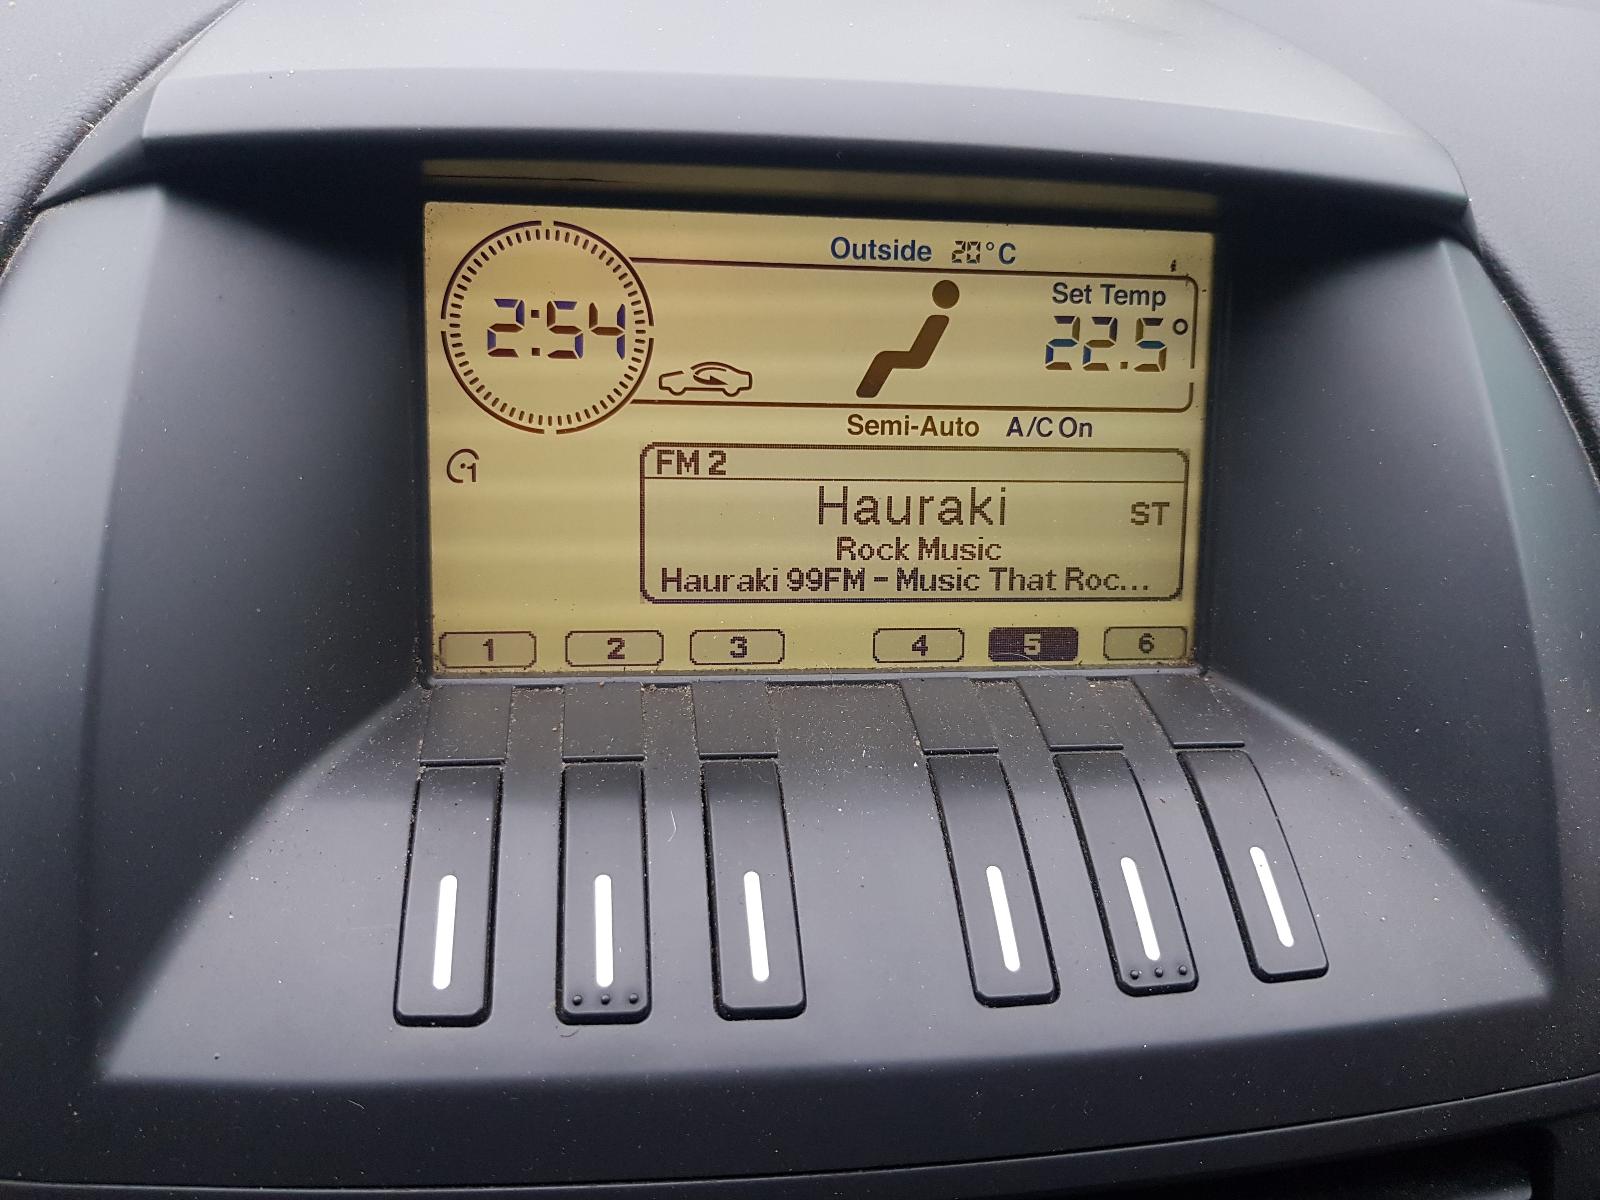 Outside 20°C
2:54
Set Temp
22.5°
Semi-Auto A/C On
1
FM 2
Hauraki
ST
Rock Music
Hauraki 99FM - Music That Roc...
1 2 3 4 5 6